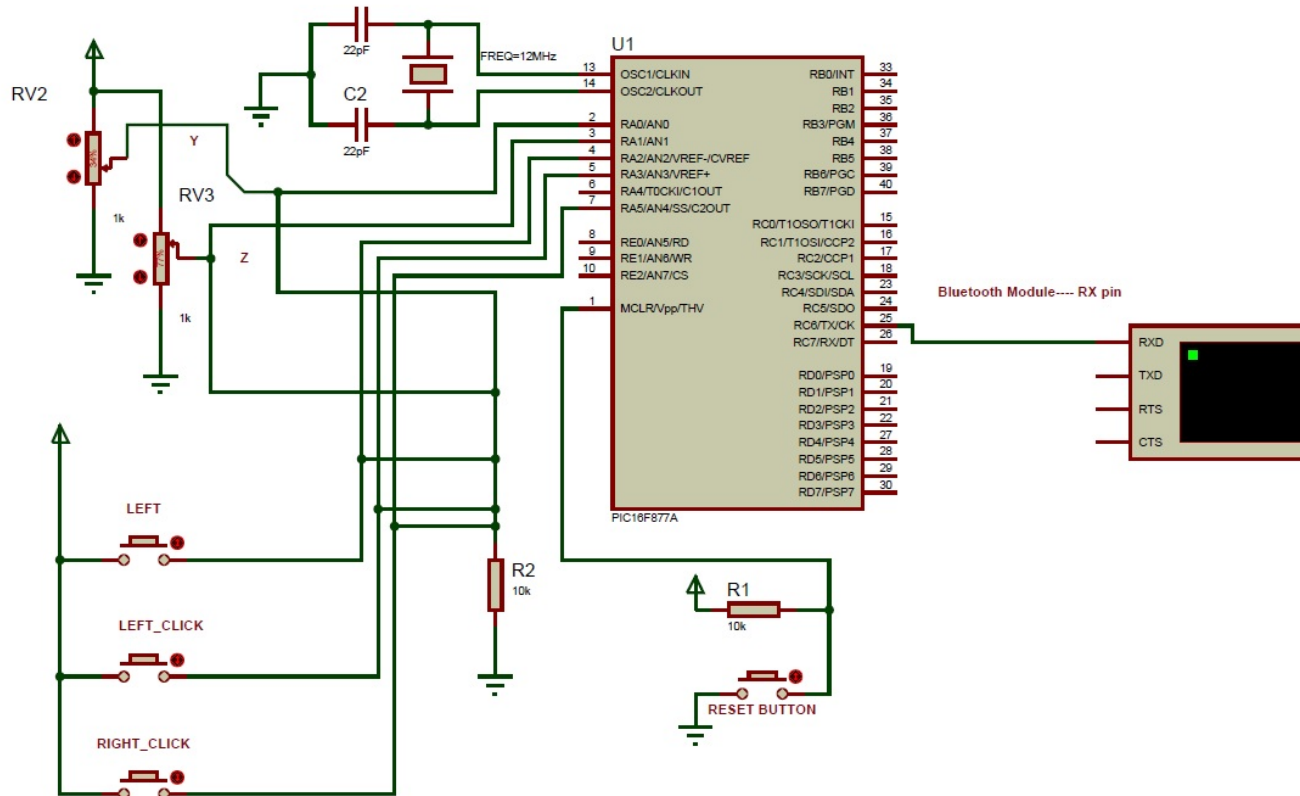 RV2
34%
1k
Y
RV3
77%
1k
Z
22pF
C2
22pF
FREQ=12MHz
U1
13 OSC1/CLKIN
14 OSC2/CLKOUT
2 RA0/AN0
3 RA1/AN1
4 RA2/AN2/VREF-/CVREF
5 RA3/AN3/VREF+
6 RA4/T0CKI/C1OUT
7 RA5/AN4/SS/C2OUT
8 RE0/AN5/RD
9 RE1/AN6/WR
10 RE2/AN7/CS
1 MCLR/Vpp/THV
RB0/INT 33
RB1 34
RB2 35
RB3/PGM 36
RB4 37
RB5 38
RB6/PGC 39
RB7/PGD 40
RC0/T1OSO/T1CKI 15
RC1/T1OSI/CCP2 16
RC2/CCP1 17
RC3/SCK/SCL 18
RC4/SDI/SDA 23
RC5/SDO 24
RC6/TX/CK 25
RC7/RX/DT 26
RD0/PSP0 19
RD1/PSP1 20
RD2/PSP2 21
RD3/PSP3 22
RD4/PSP4 27
RD5/PSP5 28
RD6/PSP6 29
RD7/PSP7 30
PIC16F877A
Bluetooth Module---- RX pin
RXD
TXD
RTS
CTS
LEFT
LEFT_CLICK
RIGHT_CLICK
R2
10k
R1
10k
RESET BUTTON